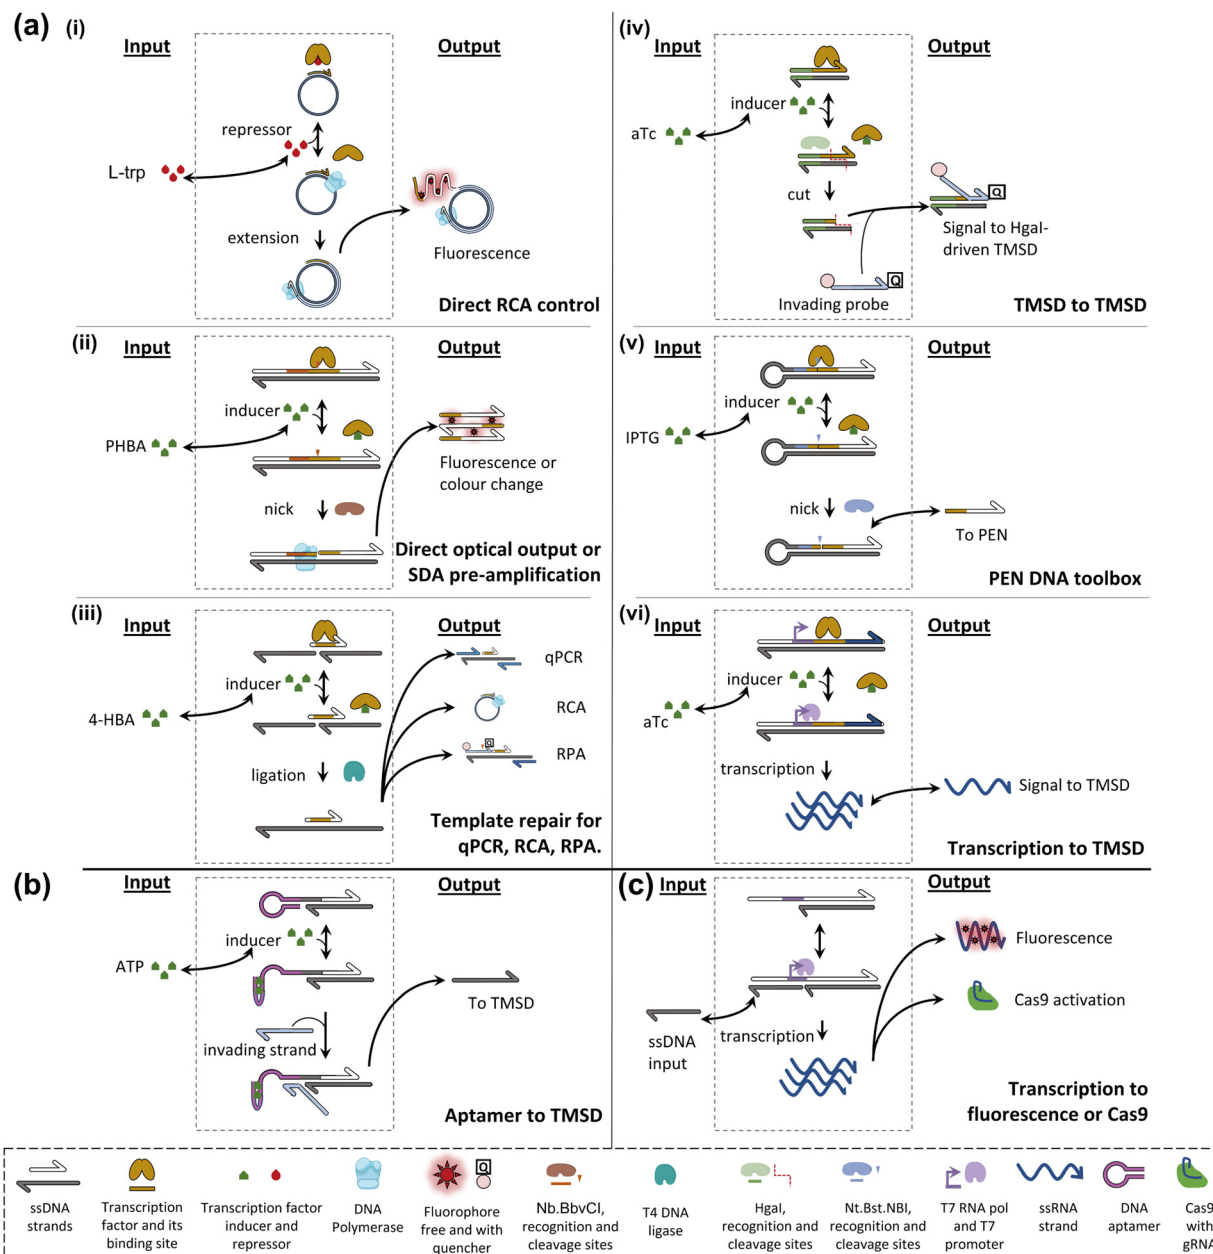 (a) (i)
Input
Output
repressor
L-trp
extension
Fluorescence
Direct RCA control
(ii)
Input
Output
inducer
PHBA
Fluorescence or
colour change
nick
Direct optical output or
SDA pre-amplification
(iii)
Input
Output
qPCR
inducer
4-HBA
RCA
Q
RPA
ligation
Template repair for
qPCR, RCA, RPA.
(iv)
Input
Output
inducer
aTc
cut
Q
Signal to HgaI-
driven TMSD
Q
Invading probe
TMSD to TMSD
(v)
Input
Output
inducer
IPTG
nick
To PEN
PEN DNA toolbox
(vi)
Input
Output
inducer
aTc
transcription
Signal to TMSD
Transcription to TMSD
(b)
Input
Output
inducer
ATP
To TMSD
invading strand
Aptamer to TMSD
(c)
Input
Output
Fluorescence
Cas9 activation
ssDNA
input
transcription
Transcription to
fluorescence or Cas9
ssDNA
strands
Transcription
factor and its
binding site
Transcription factor
inducer and
repressor
DNA
Polymerase
Q
Fluorophore
free and with
quencher
Nb.BbvCI,
recognition and
cleavage sites
T4 DNA
ligase
HgaI,
recognition and
cleavage sites
Nt.Bst.NBI,
recognition and
cleavage sites
T7 RNA pol
and T7
promoter
ssRNA
strand
DNA
aptamer
Cas9
with
gRNA